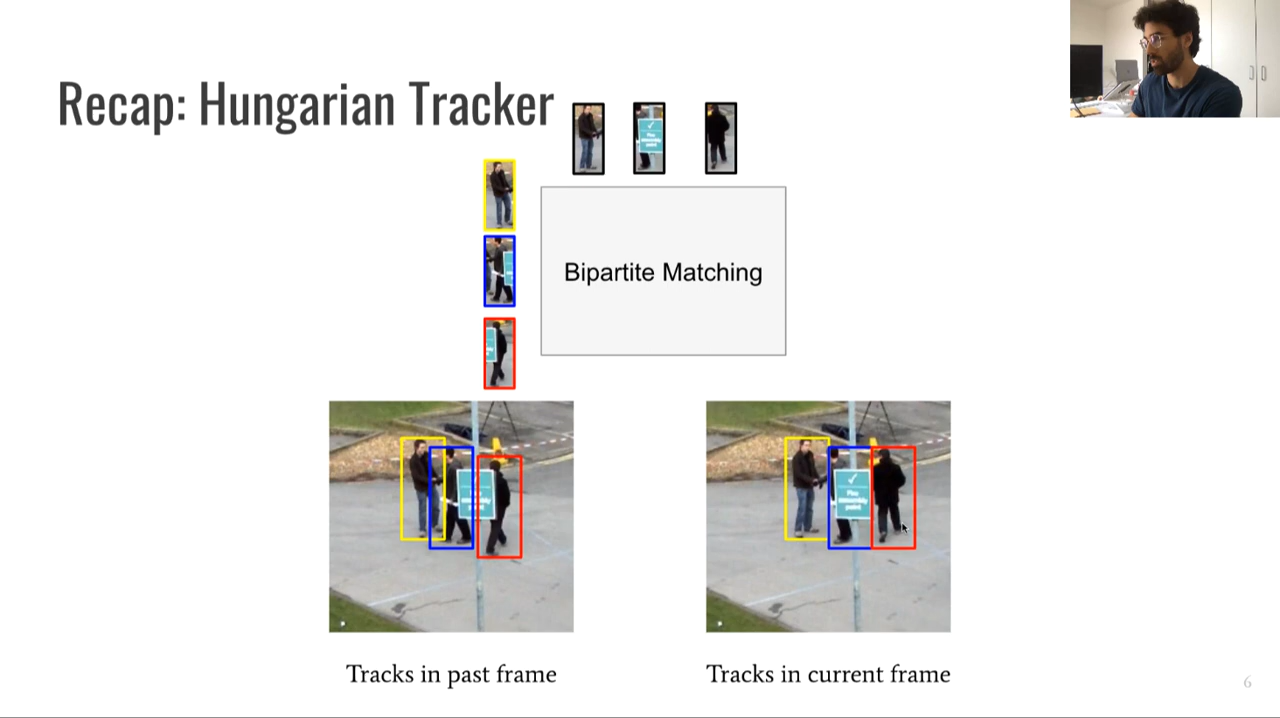 Recap: Hungarian Tracker
Bipartite Matching
Tracks in past frame
Tracks in current frame
6